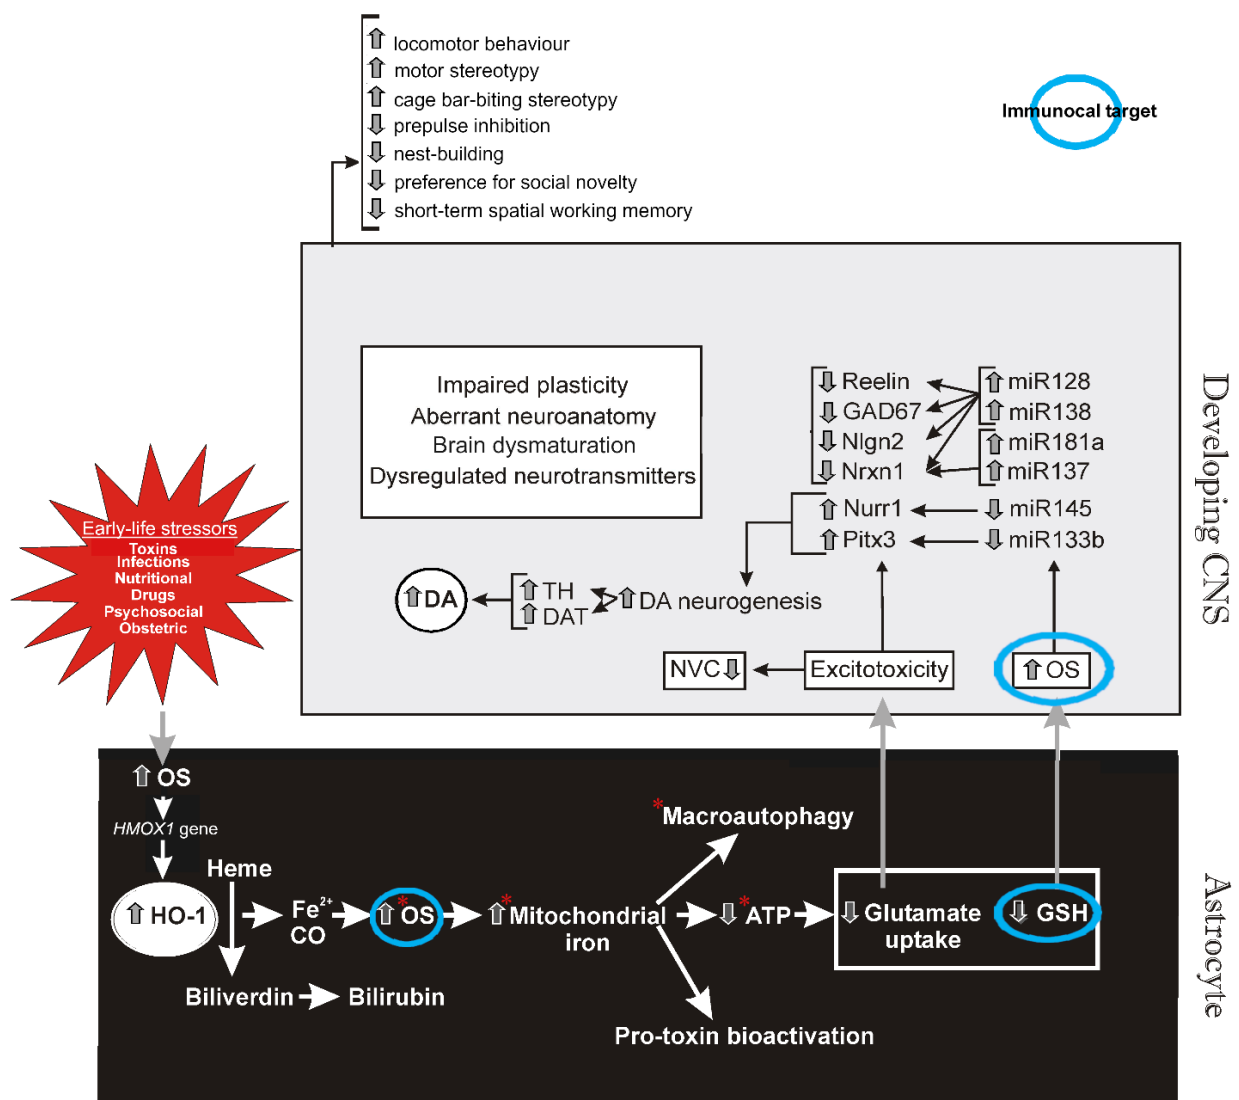 locomotor behaviour
motor stereotypy
cage bar-biting stereotypy
prepulse inhibition
nest-building
preference for social novelty
short-term spatial working memory
Immunocal target
Impaired plasticity
Aberrant neuroanatomy
Brain dysmaturation
Dysregulated neurotransmitters
Reelin
GAD67
Nlgn2
Nrxn1
Nurr1
Pitx3
miR128
miR138
miR181a
miR137
miR145
miR133b
DA
TH
DAT
DA neurogenesis
NVC
Excitotoxicity
OS
Developing CNS
Early-life stressors
Toxins
Infections
Nutritional
Drugs
Psychosocial
Obstetric
OS
HMOX1 gene
HO-1
Heme
Fe²⁺
CO
*OS
*Mitochondrial
iron
*Macroautophagy
*ATP
Glutamate
uptake
GSH
Biliverdin
Bilirubin
Pro-toxin bioactivation
Astrocyte